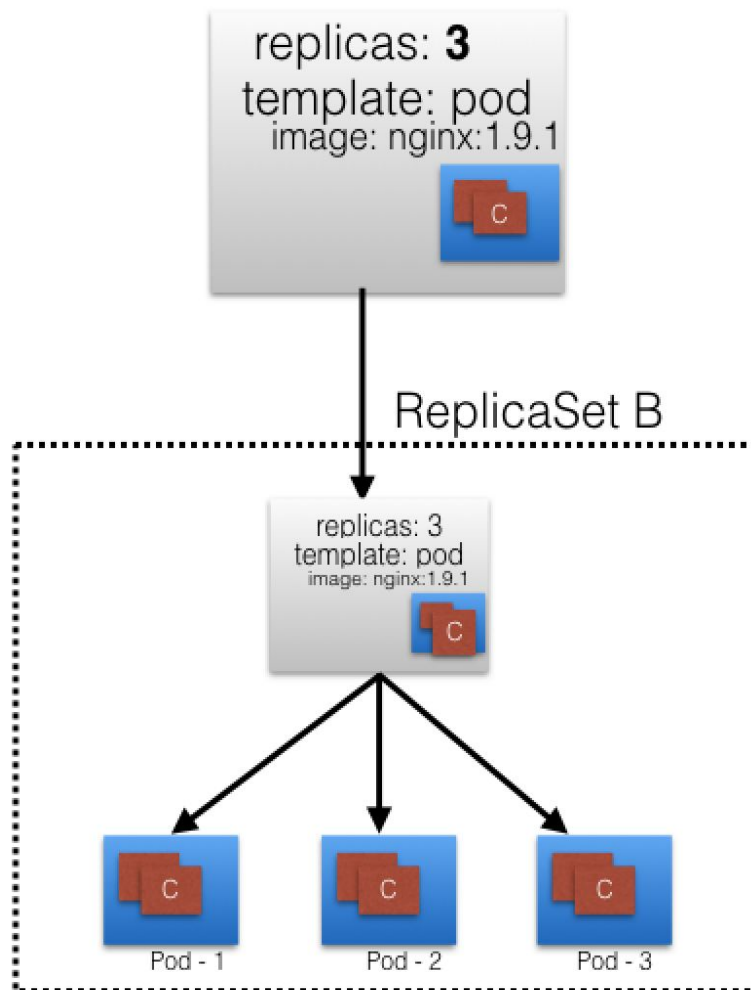 replicas: 3
template: pod
image: nginx:1.9.1
C
ReplicaSet B
replicas: 3
template: pod
image: nginx:1.9.1
C
C
C
C
Pod - 1
Pod - 2
Pod - 3